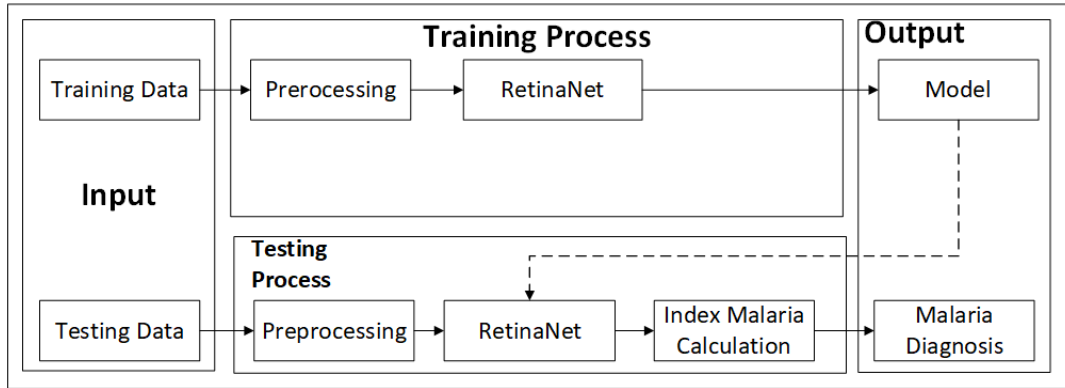 Training Process
Output
Training Data
Prerocessing
RetinaNet
Model
Input
Testing
Process
Testing Data
Preprocessing
RetinaNet
Index Malaria
Calculation
Malaria
Diagnosis